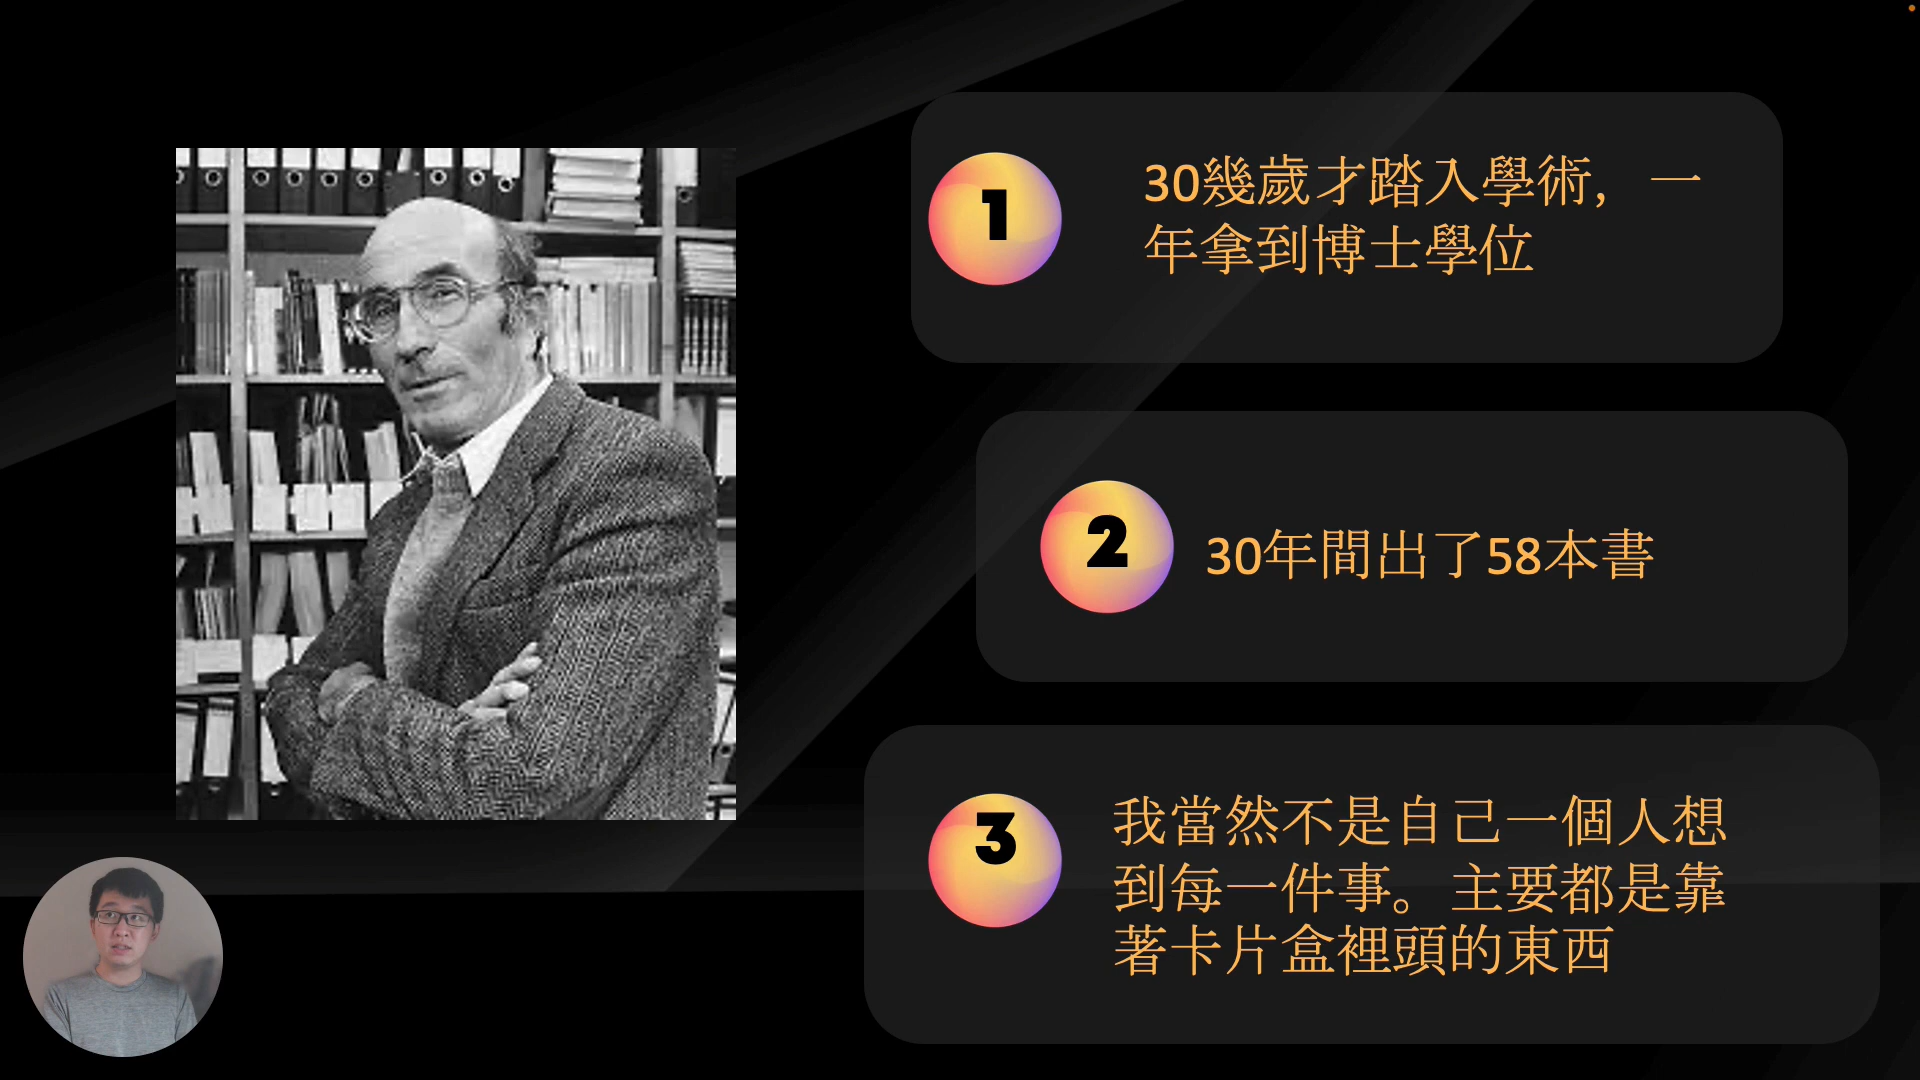 1
30幾歲才踏入學術，一
年拿到博士學位
2
30年間出了58本書
3
我當然不是自己一個人想
到每一件事。主要都是靠
著卡片盒裡頭的東西